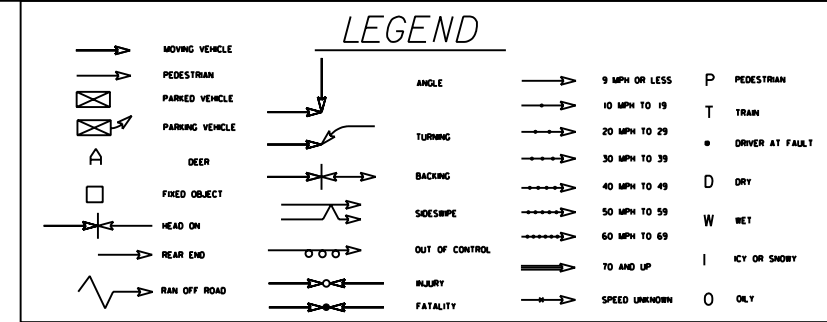 LEGEND
MOVING VEHICLE
PEDESTRIAN
PARKED VEHICLE
PARKING VEHICLE
DEER
FIXED OBJECT
HEAD ON
REAR END
RAN OFF ROAD
ANGLE
TURNING
BACKING
SIDESWIPE
OUT OF CONTROL
INJURY
FATALITY
9 MPH OR LESS
10 MPH TO 19
20 MPH TO 29
30 MPH TO 39
40 MPH TO 49
50 MPH TO 59
60 MPH TO 69
70 AND UP
SPEED UNKNOWN
P PEDESTRIAN
T TRAIN
DRIVER AT FAULT
D DRY
W WET
I ICY OR SNOWY
O OILY